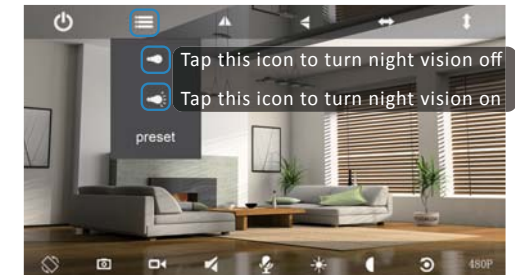 Tap this icon to turn night vision off
Tap this icon to turn night vision on
preset
480P